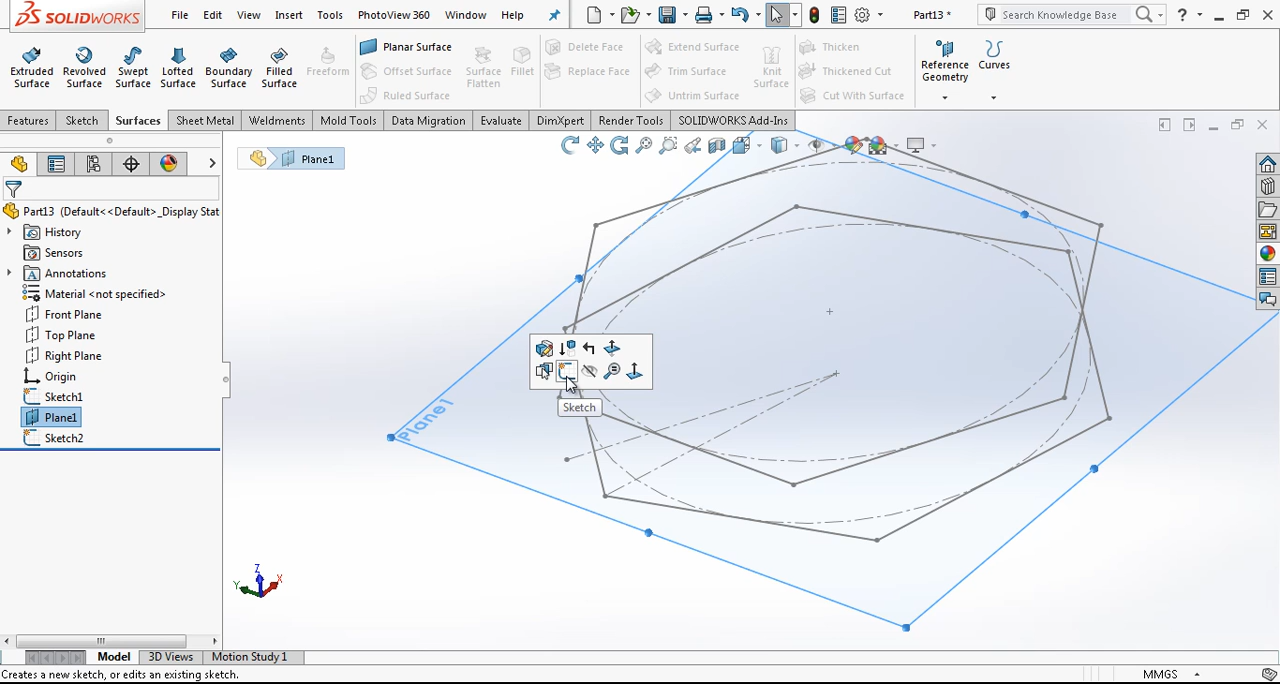 SOLIDWORKS File Edit View Insert Tools PhotoView 360 Window Help Part13 * Search Knowledge Base ?
Extruded Surface Revolved Surface Swept Surface Lofted Surface Boundary Surface Filled Surface Freeform
Planar Surface
Offset Surface
Ruled Surface
Surface Flatten Fillet
Delete Face
Replace Face
Extend Surface
Trim Surface
Untrim Surface
Knit Surface
Thicken
Thickened Cut
Cut With Surface
Reference Geometry Curves
Features Sketch Surfaces Sheet Metal Weldments Mold Tools Data Migration Evaluate DimXpert Render Tools SOLIDWORKS Add-Ins
Plane1
Part13 (Default<<Default>_Display Stat
History
Sensors
Annotations
Material <not specified>
Front Plane
Top Plane
Right Plane
Origin
Sketch1
Plane1
Sketch2
Plane1
Sketch
Z
Y
X
Model 3D Views Motion Study 1
Creates a new sketch, or edits an existing sketch. MMGS